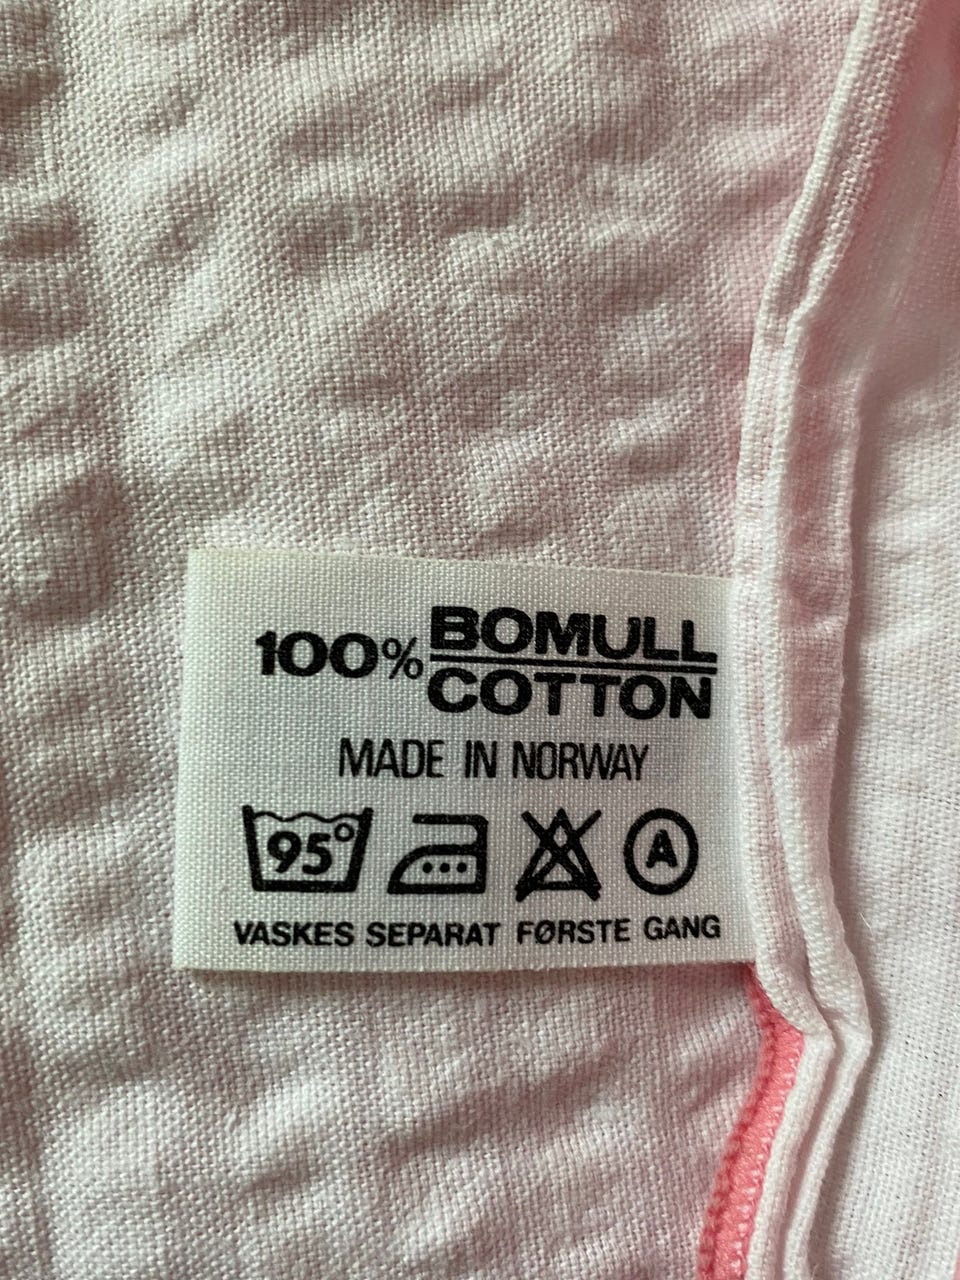 100% BOMULL
COTTON
MADE IN NORWAY
95° A
VASKES SEPARAT FØRSTE GANG